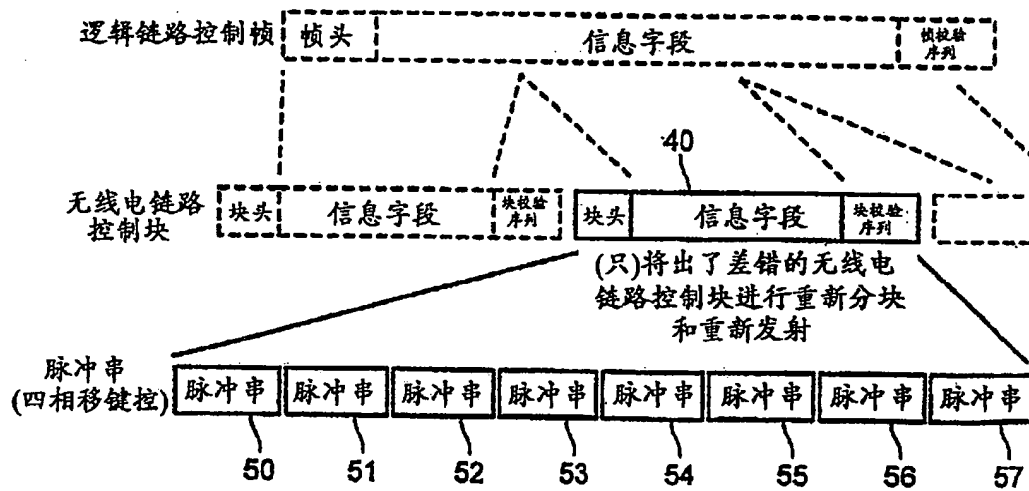 逻辑链路控制帧
帧头
信息字段
帧校验
序列
40
无线电链路
控制块
块头
信息字段
块校验
序列
块头
信息字段
块校验
序列
(只)将出了差错的无线电
链路控制块进行重新分块
和重新发射
脉冲串
(四相移键控)
脉冲串 脉冲串 脉冲串 脉冲串 脉冲串 脉冲串 脉冲串 脉冲串
50 51 52 53 54 55 56 57